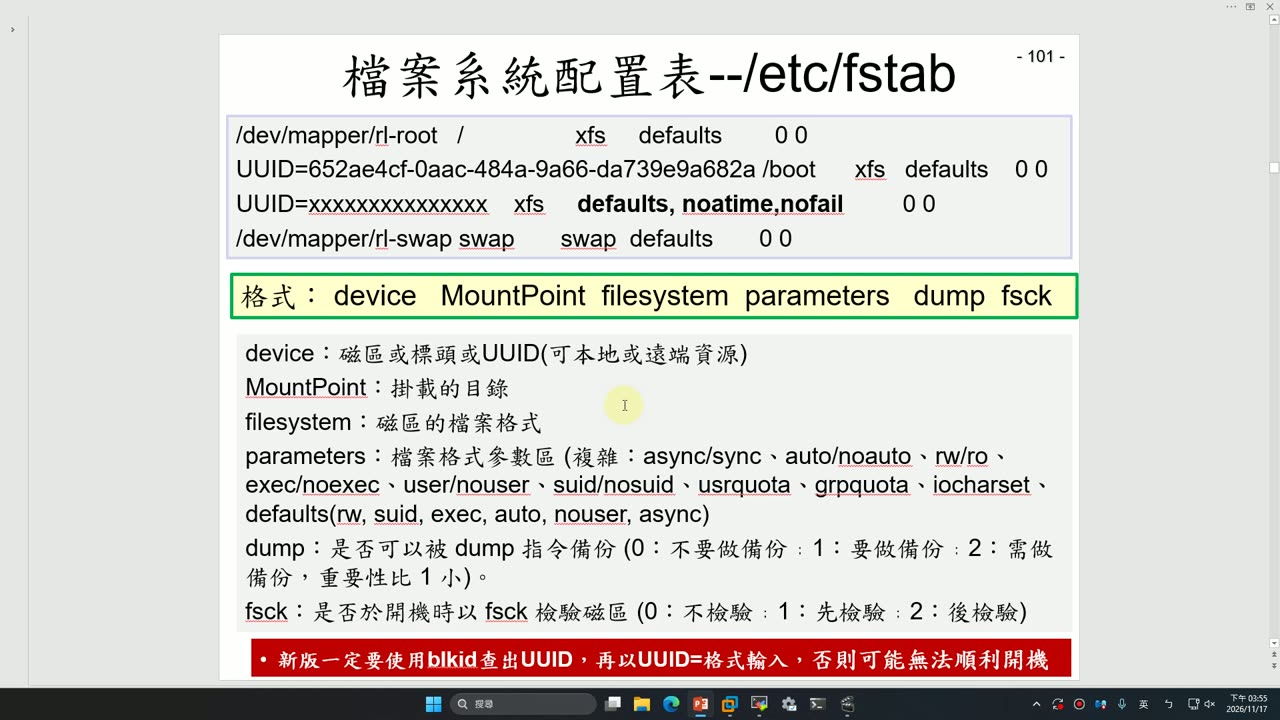 檔案系統配置表--/etc/fstab
- 101 -
/dev/mapper/rl-root / xfs defaults 0 0
UUID=652ae4cf-0aac-484a-9a66-da739e9a682a /boot xfs defaults 0 0
UUID=xxxxxxxxxxxxxxx xfs defaults, noatime,nofail 0 0
/dev/mapper/rl-swap swap swap defaults 0 0
格式： device MountPoint filesystem parameters dump fsck
device：磁區或標頭或UUID(可本地或遠端資源)
MountPoint：掛載的目錄
filesystem：磁區的檔案格式
parameters：檔案格式參數區 (複雜：async/sync、auto/noauto、rw/ro、
exec/noexec、user/nouser、suid/nosuid、usrquota、grpquota、iocharset、
defaults(rw, suid, exec, auto, nouser, async)
dump：是否可以被 dump 指令備份 (0：不要做備份﹔1：要做備份﹔2：需做
備份，重要性比 1 小)。
fsck：是否於開機時以 fsck 檢驗磁區 (0：不檢驗﹔1：先檢驗﹔2：後檢驗)
• 新版一定要使用blkid查出UUID，再以UUID=格式輸入，否則可能無法順利開機
搜尋
英
ㄅ
下午 03:55
2026/11/17